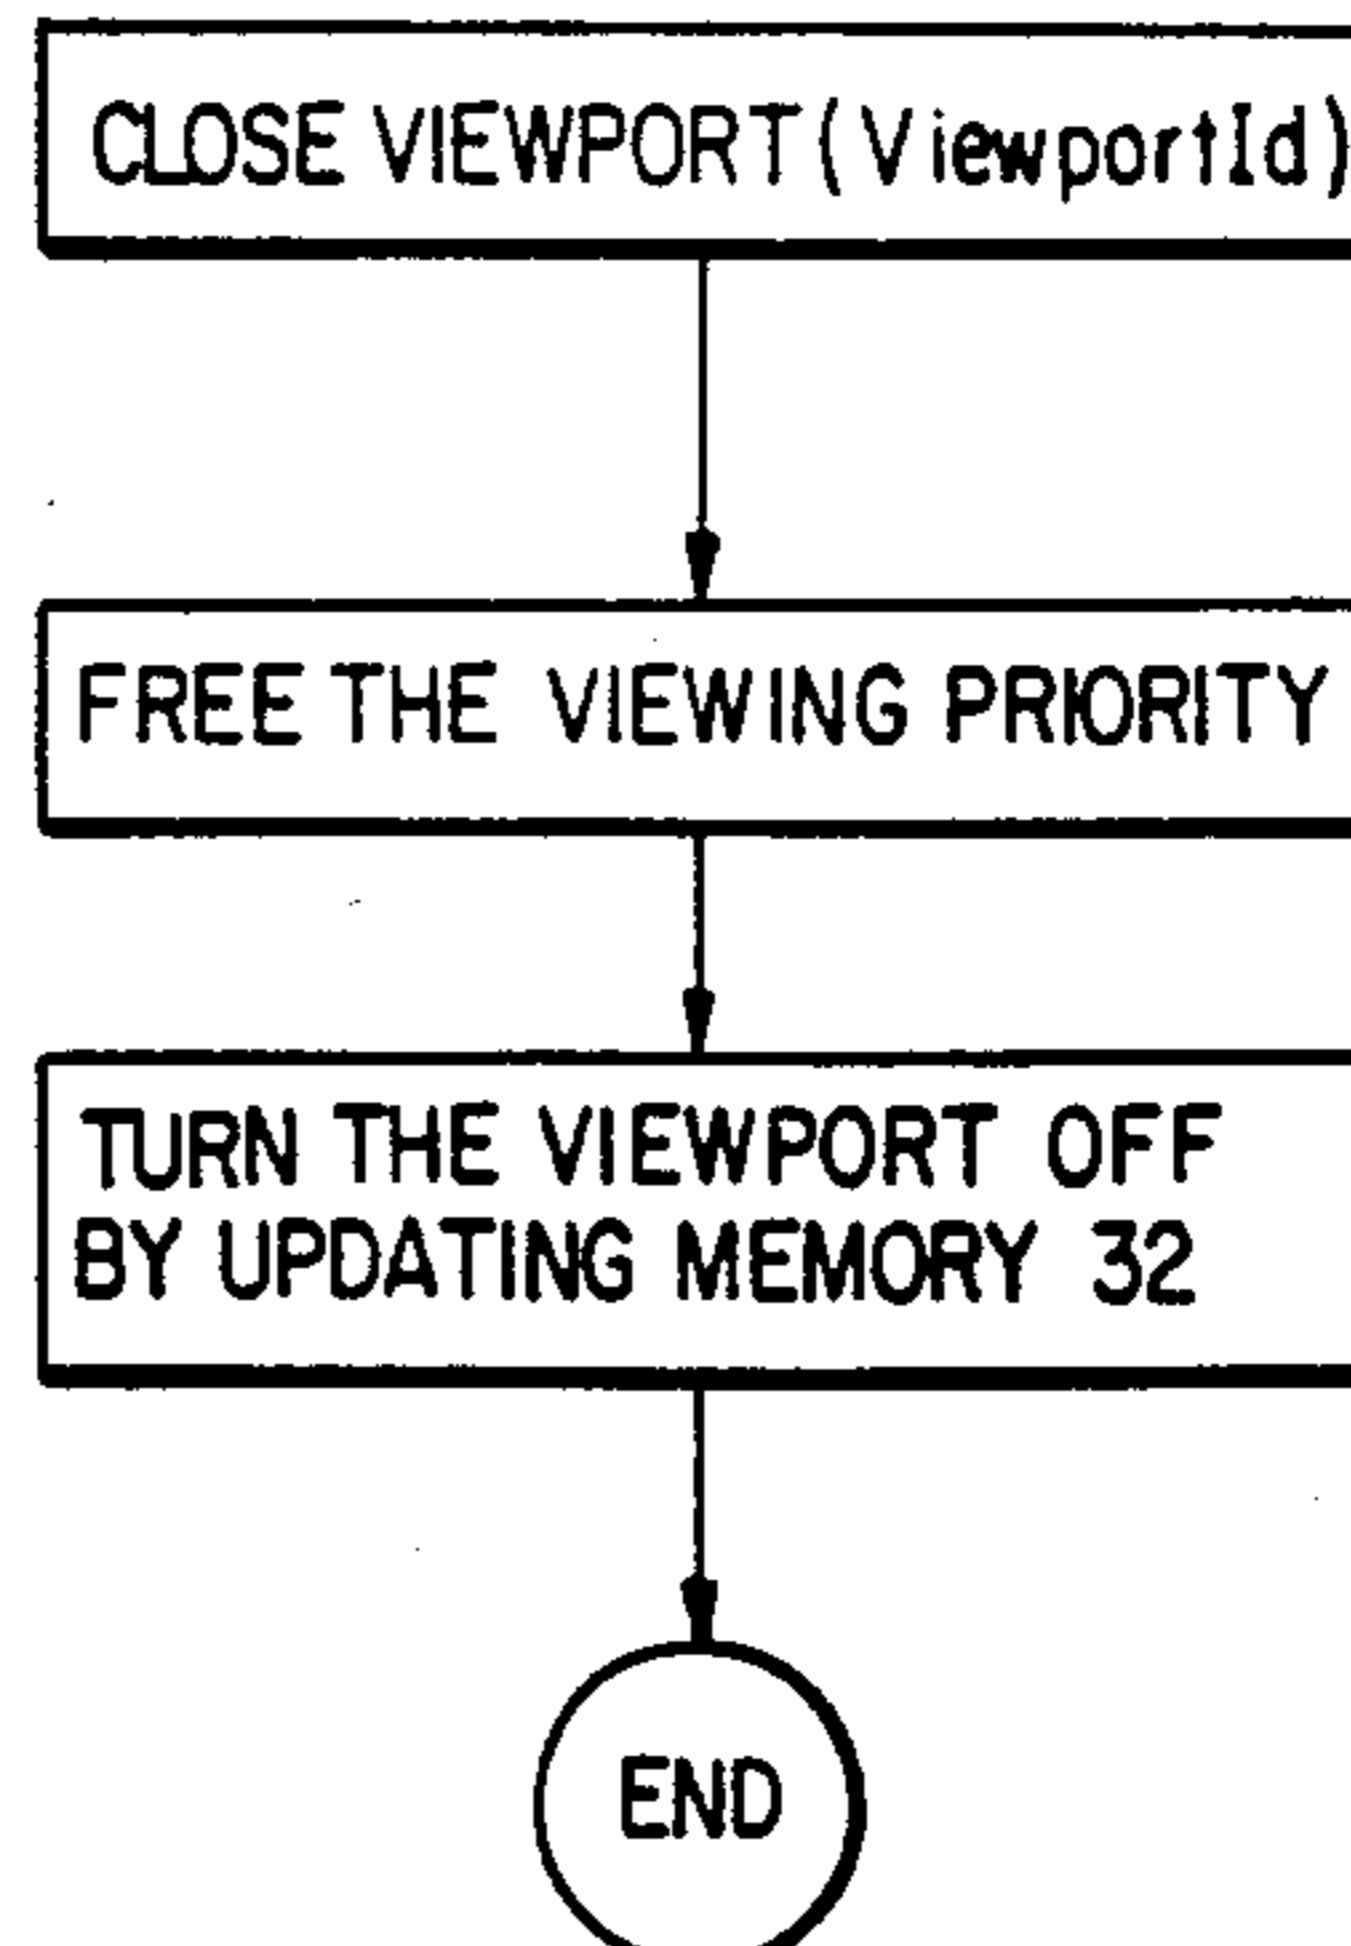 CLOSE VIEWPORT(ViewportId)
FREE THE VIEWING PRIORITY
TURN THE VIEWPORT OFF
BY UPDATING MEMORY 32
END